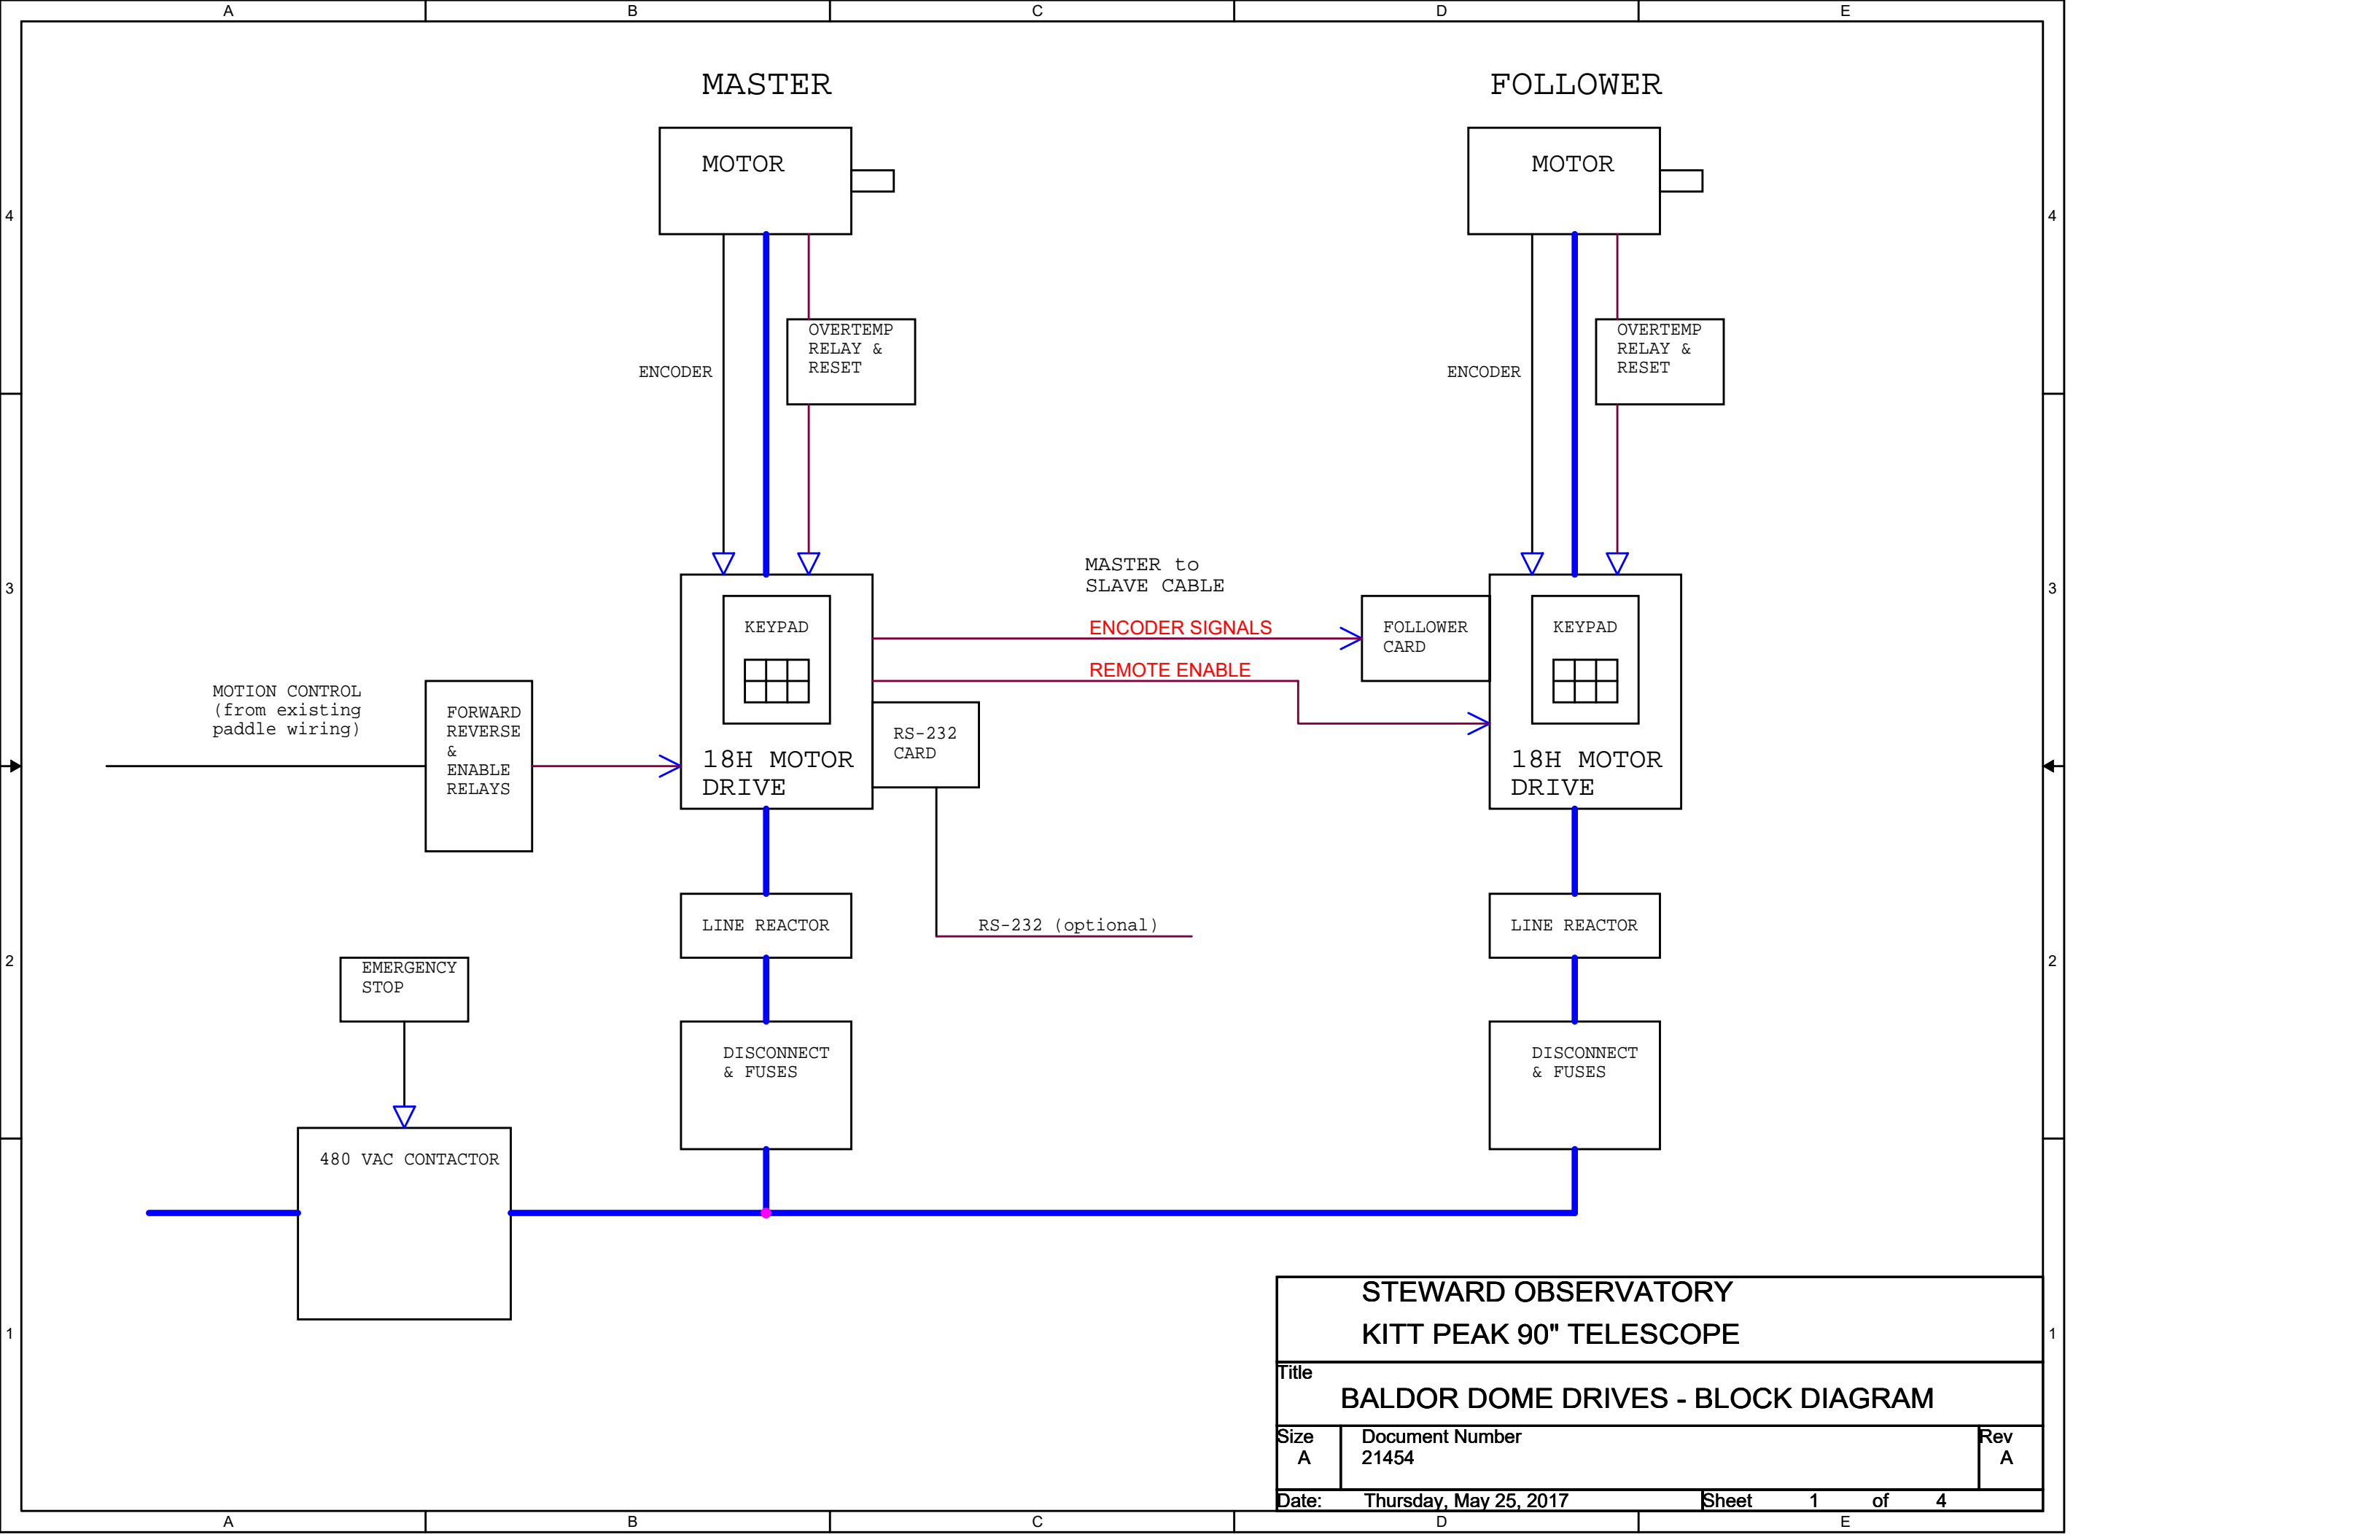 A B C D E
MASTER
FOLLOWER
MOTOR
MOTOR
4
4
OVERTEMP
RELAY &
RESET
ENCODER
OVERTEMP
RELAY &
RESET
ENCODER
3
3
MASTER to
SLAVE CABLE
ENCODER SIGNALS
REMOTE ENABLE
KEYPAD
FOLLOWER
CARD
KEYPAD
MOTION CONTROL
(from existing
paddle wiring)
FORWARD
REVERSE
&
ENABLE
RELAYS
18H MOTOR
DRIVE
RS-232
CARD
18H MOTOR
DRIVE
LINE REACTOR
RS-232 (optional)
LINE REACTOR
2
2
EMERGENCY
STOP
DISCONNECT
& FUSES
DISCONNECT
& FUSES
480 VAC CONTACTOR
1
1
STEWARD OBSERVATORY
KITT PEAK 90" TELESCOPE
Title
BALDOR DOME DRIVES - BLOCK DIAGRAM
Size
A
Document Number
21454
Rev
A
Date: Thursday, May 25, 2017 Sheet 1 of 4
A B C D E